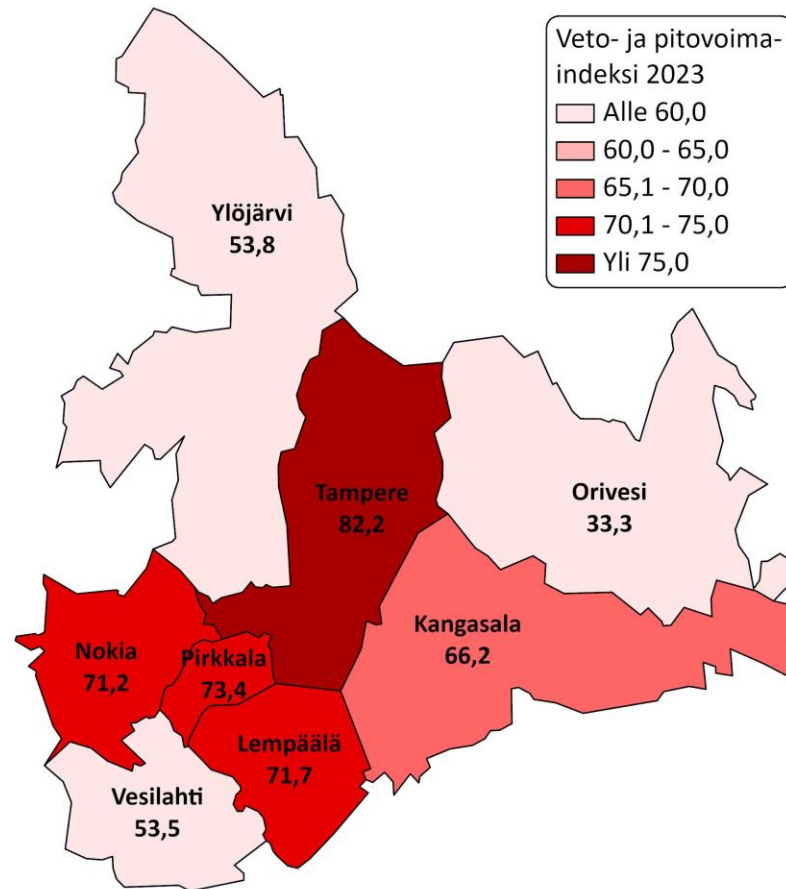 Veto- ja pitovoima-
indeksi 2023
Alle 60,0
60,0 - 65,0
65,1 - 70,0
70,1 - 75,0
Yli 75,0
Ylöjärvi
53,8
Tampere
82,2
Orivesi
33,3
Kangasala
66,2
Nokia
71,2
Pirkkala
73,4
Lempäälä
71,7
Vesilahti
53,5